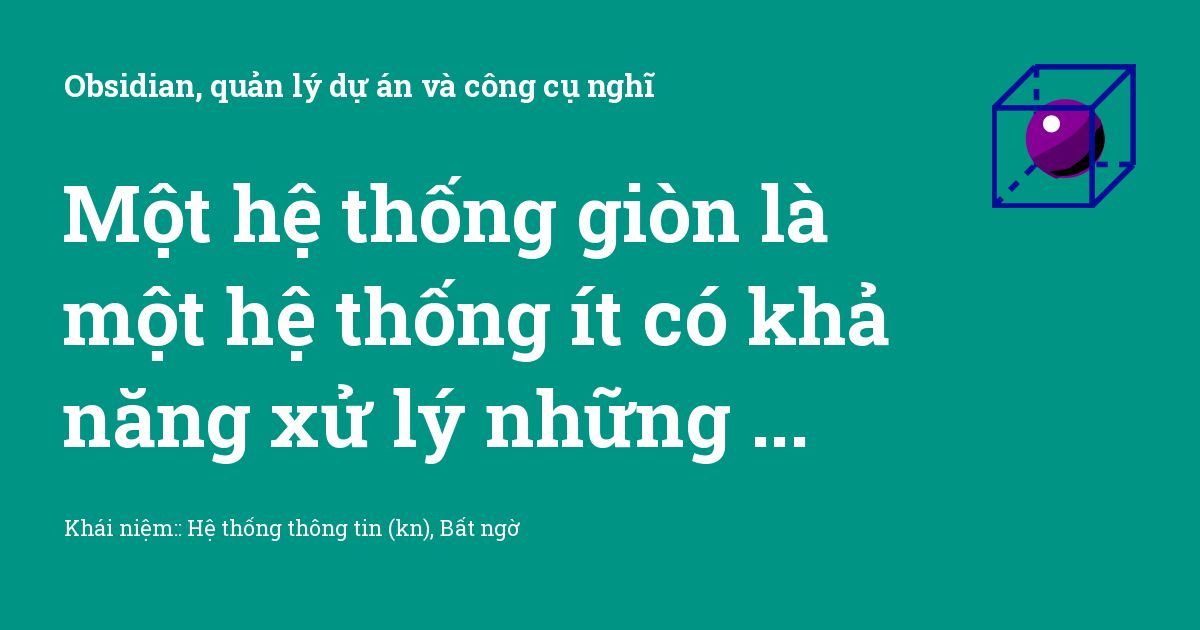 Obsidian, quản lý dự án và công cụ nghĩ
Một hệ thống giòn là
một hệ thống ít có khả
năng xử lý những ...
Khái niệm:: Hệ thống thông tin (kn), Bất ngờ